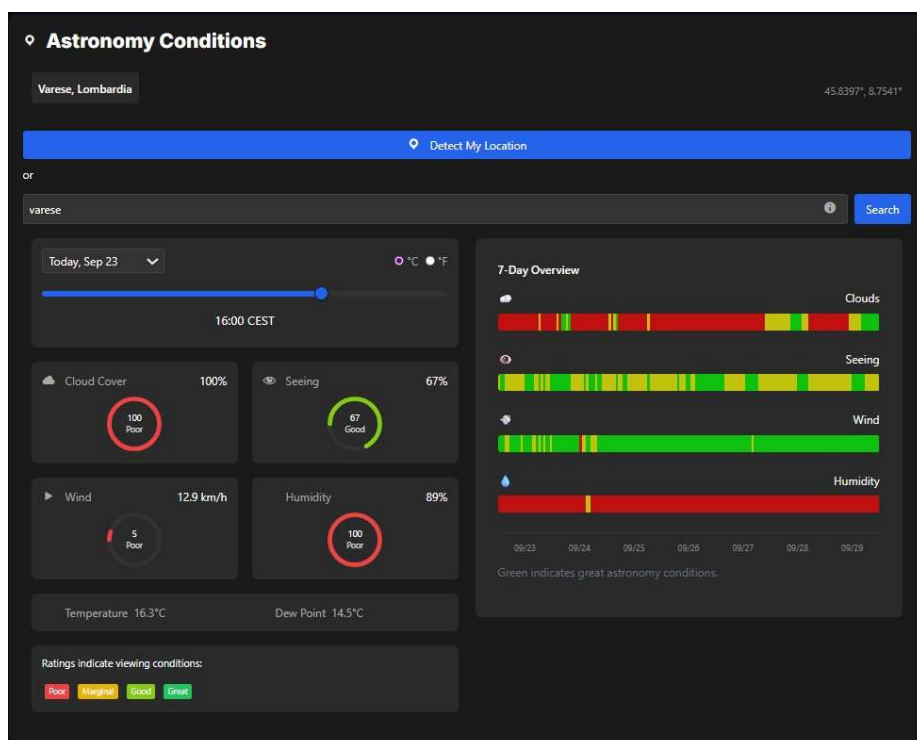 Astronomy Conditions
Varese, Lombardia
45.8397°, 8.7541°
Detect My Location
or
varese
Search
Today, Sep 23
°C °F
16:00 CEST
Cloud Cover 100%
100
Poor
Seeing 67%
67
Good
Wind 12.9 km/h
5
Poor
Humidity 89%
100
Poor
Temperature 16.3°C Dew Point 14.5°C
Ratings indicate viewing conditions:
Poor Marginal Good Great
7-Day Overview
Clouds
Seeing
Wind
Humidity
09/23 09/24 09/25 09/26 09/27 09/28 09/29
Green indicates great astronomy conditions.